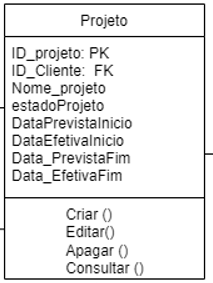 Projeto
ID_projeto: PK
ID_Cliente: FK
Nome_projeto
estadoProjeto
DataPrevistaInicio
DataEfetivaInicio
Data_PrevistaFim
Data_EfetivaFim
Criar ()
Editar()
Apagar ()
Consultar ()